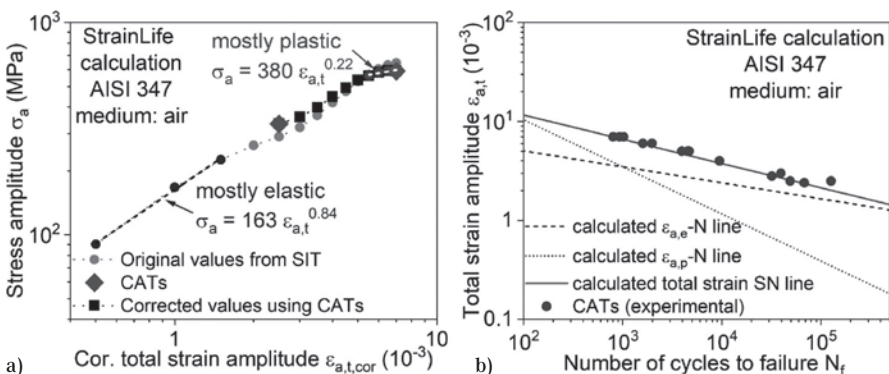 10³
10²
Stress amplitude σₐ (MPa)
StrainLife
calculation
AISI 347
medium: air
mostly plastic
σₐ = 380 εₐ,ₜ^0.22
mostly elastic
σₐ = 163 εₐ,ₜ^0.84
Original values from SIT
CATs
Corrected values using CATs
1
10
Cor. total strain amplitude εₐ,ₜ,cor (10⁻³)
a)
100
10
1
0.1
Total strain amplitude εₐ,ₜ (10⁻³)
StrainLife calculation
AISI 347
medium: air
calculated εₐ,ₑ-N line
calculated εₐ,ₚ-N line
calculated total strain SN line
CATs (experimental)
10² 10³ 10⁴ 10⁵
Number of cycles to failure N_f
b)